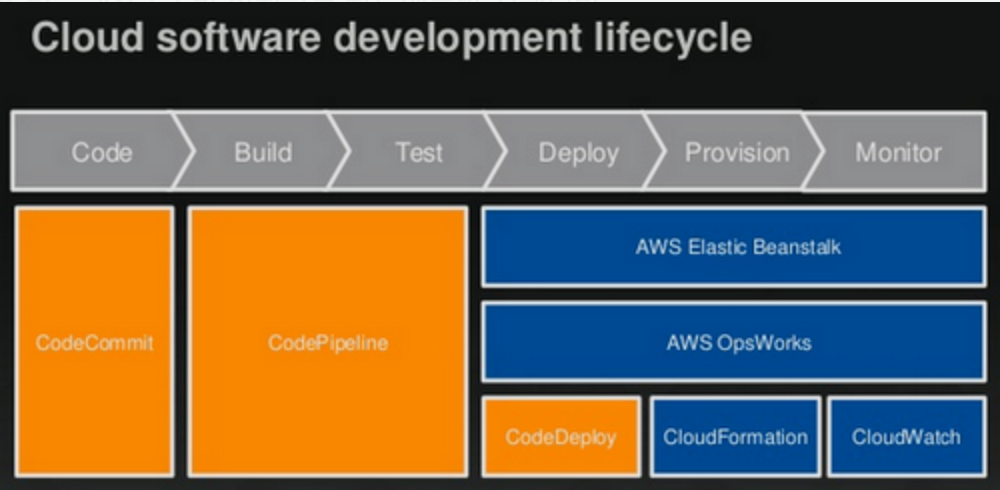 Cloud software development lifecycle
Code
Build
Test
Deploy
Provision
Monitor
CodeCommit
CodePipeline
AWS Elastic Beanstalk
AWS OpsWorks
CodeDeploy
CloudFormation
CloudWatch